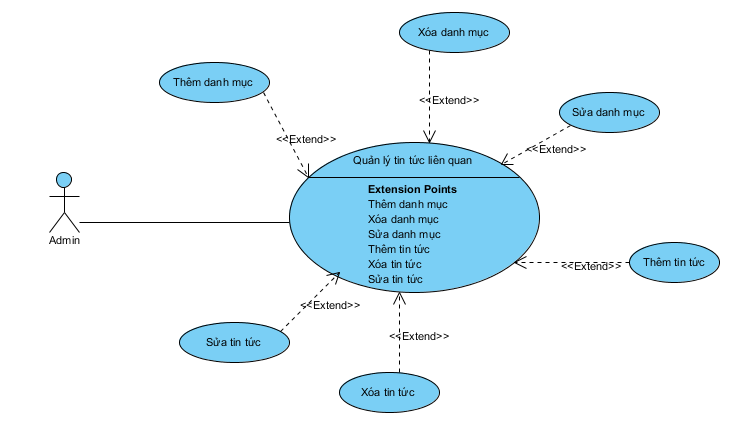 Xóa danh mục
Thêm danh mục
<<Extend>>
Sửa danh mục
<<Extend>>
<<Extend>>
Quản lý tin tức liên quan
Extension Points
Thêm danh mục
Xóa danh mục
Sửa danh mục
Thêm tin tức
Xóa tin tức
Sửa tin tức
Admin
Thêm tin tức
<<Extend>>
<<Extend>>
Sửa tin tức
<<Extend>>
Xóa tin tức